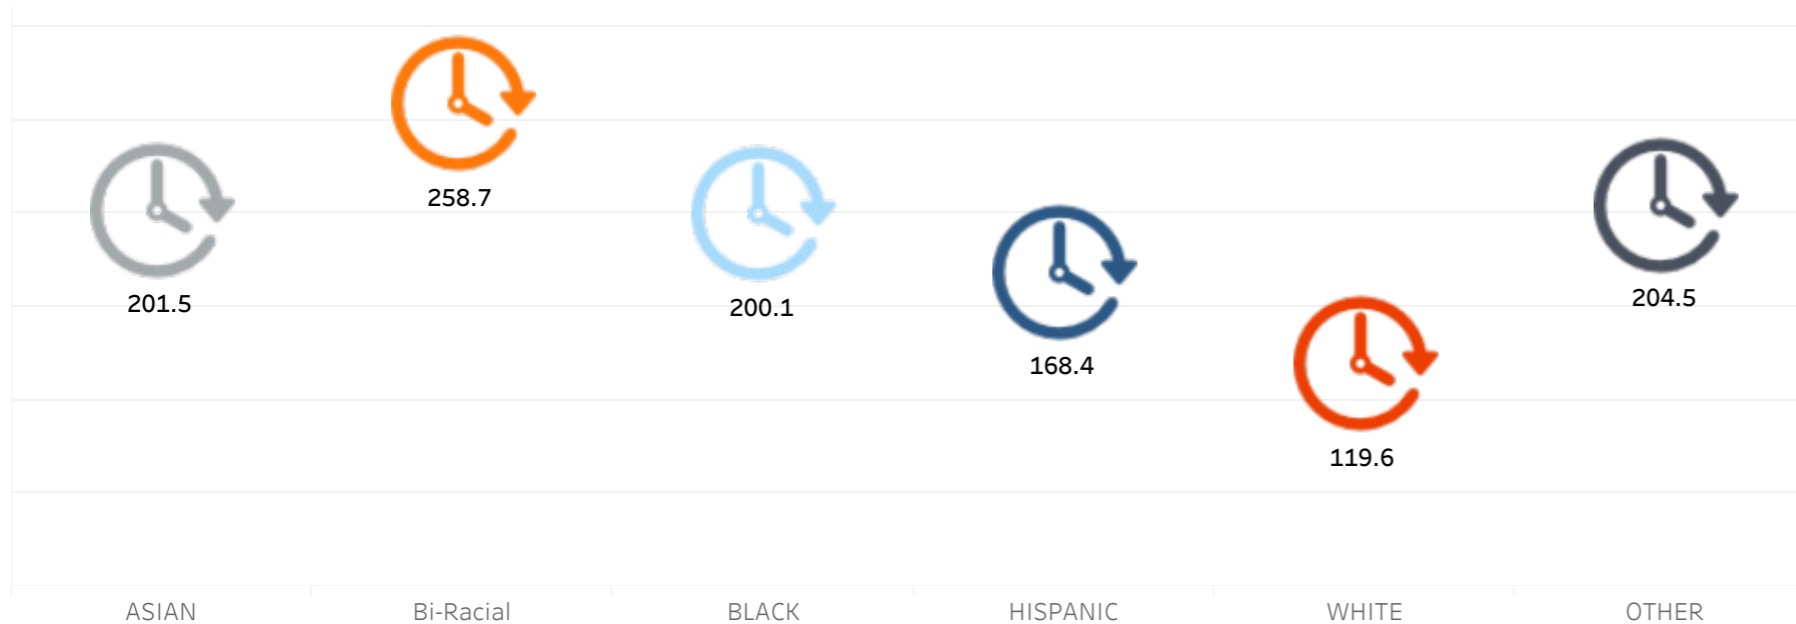 258.7
201.5
200.1
204.5
168.4
119.6
ASIAN
Bi-Racial
BLACK
HISPANIC
WHITE
OTHER